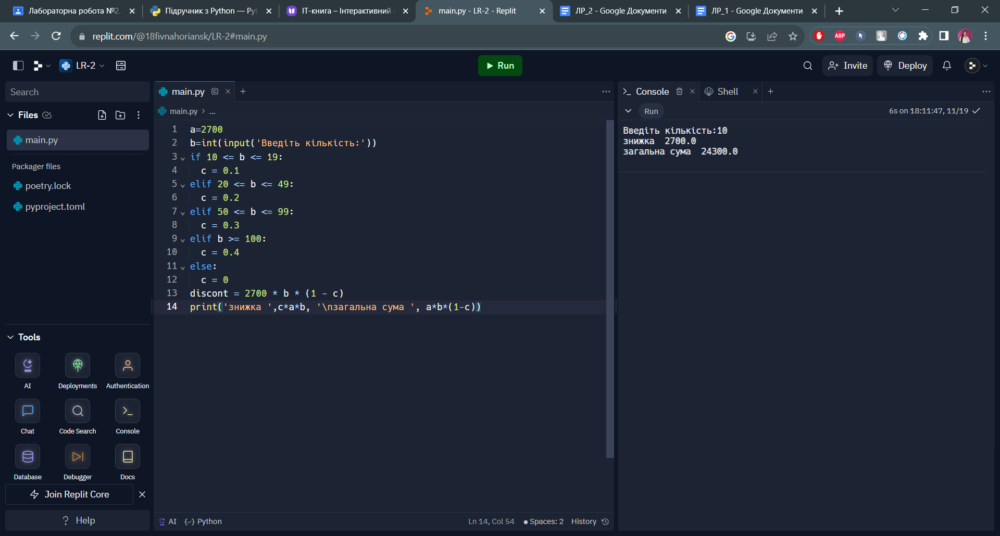 Лабораторна робота №2.
Підручник з Python — Pyt
ІТ-книга – Інтерактивний
main.py - LR-2 - Replit
ЛР_2 - Google Документи
ЛР_1 - Google Документи
replit.com/@18fivnahoriansk/LR-2#main.py
ABP
LR-2
Run
Invite
Deploy
Search
Files
main.py
Packager files
poetry.lock
pyproject.toml
Tools
AI
Deployments
Authentication
Chat
Code Search
Console
Database
Debugger
Docs
Join Replit Core
? Help
main.py
main.py > ...
1 a=2700
2 b=int(input('Введіть кількість:'))
3 if 10 <= b <= 19:
4 c = 0.1
5 elif 20 <= b <= 49:
6 c = 0.2
7 elif 50 <= b <= 99:
8 c = 0.3
9 elif b >= 100:
10 c = 0.4
11 else:
12 c = 0
13 discont = 2700 * b * (1 - c)
14 print('знижка ',c*a*b, '\nзагальна сума ', a*b*(1-c))
AI
Python
Ln 14, Col 54
Spaces: 2
History
Console
Shell
Run
6s on 18:11:47, 11/19
Введіть кількість:10
знижка  2700.0
загальна сума  24300.0